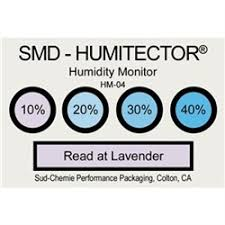 SMD - HUMITECTOR®
Humidity Monitor
HM-04
10% 20% 30% 40%
Read at Lavender
Sud-Chemie Performance Packaging, Colton, CA